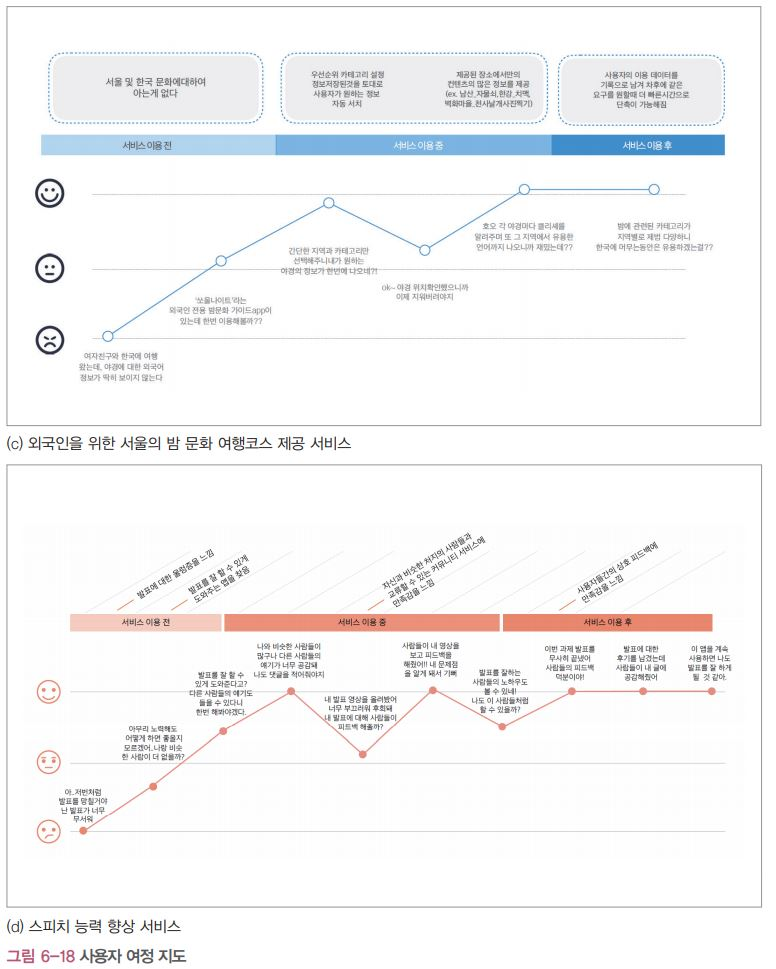 서울 및 한국 문화에대하여
아는게 없다
우선순위 카테고리 설정
정보저장된것을 토대로
사용자가 원하는 정보
자동 서치
제공된 장소에서만의
컨텐츠의 많은 정보를 제공
(ex. 남산_자물쇠,한강_치맥,
벽화마을_천사날개사진찍기)
사용자의 이용 데이터를
기록으로 남겨 차후에 같은
요구를 원할때 더 빠른시간으로
단축이 가능해짐
서비스 이용 전
서비스 이용 중
서비스 이용 후
여자친구와 한국에 여행
왔는데, 야경에 대한 외국어
정보가 딱히 보이지 않는다
'쏘울나이트'라는
외국인 전용 밤문화 가이드app이
있는데 한번 이용해볼까??
간단한 지역과 카테고리만
선택해주니내가 원하는
야경의 정보가 한번에 나오네?!
ok~ 야경 위치확인했으니까
이제 지워버려야지
호오 각 야경마다 클리셰를
알려주며 또 그 지역에서 유용한
언어까지 나오니까 재밌는데??
밤에 관련된 카테고리가
지역별로 제법 다양하니
한국에 머무는동안은 유용하겠는걸??
(c) 외국인을 위한 서울의 밤 문화 여행코스 제공 서비스
발표에 대한 울렁증을 느낌
발표를 잘 할 수 있게
도와주는 앱을 찾음
자신과 비슷한 처지의 사람들과
교류할 수 있는 커뮤니티 서비스에
만족감을 느낌
사용자들간의 상호 피드백에
만족감을 느낌
서비스 이용 전
서비스 이용 중
서비스 이용 후
아..저번처럼
발표를 망칠거야
난 발표가 너무
무서워
아무리 노력해도
어떻게 하면 좋을지
모르겠어..나랑 비슷
한 사람이 더 없을까?
발표를 잘 할 수
있게 도와준다고?
다른 사람들의 얘기도
들을 수 있다니
한번 해봐야겠다.
나와 비슷한 사람들이
많구나 다른 사람들의
얘기가 너무 공감돼
나도 댓글을 적어줘야지
내 발표 영상을 올려봤어
너무 부끄러워 후회돼
내 발표에 대해 사람들이
피드백 해줄까?
사람들이 내 영상을
보고 피드백을
해줬어!! 내 문제점
을 알게 돼서 기뻐
발표를 잘하는
사람들의 노하우도
볼 수 있네!
나도 이 사람들처럼
할 수 있을까?
이번 과제 발표를
무사히 끝냈어
사람들의 피드백
덕분이야!
발표에 대한
후기를 남겼는데
사람들이 내 글에
공감해줬어
이 앱을 계속
사용하면 나도
발표를 잘 하게
될 것 같아.
(d) 스피치 능력 향상 서비스
그림 6-18 사용자 여정 지도